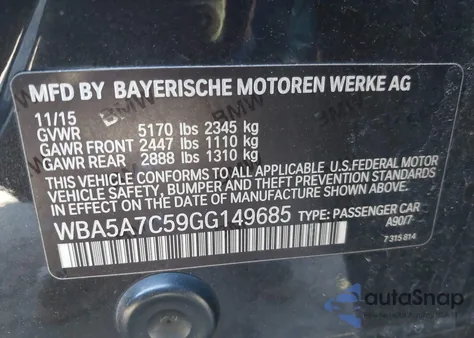 MFD BY BAYERISCHE MOTOREN WERKE AG
11/15
GVWR 5170 lbs 2345 kg
GAWR FRONT 2447 lbs 1110 kg
GAWR REAR 2888 lbs 1310 kg
THIS VEHICLE CONFORMS TO ALL APPLICABLE U.S.FEDERAL MOTOR
VEHICLE SAFETY, BUMPER, AND THEFT PREVENTION STANDARDS
IN EFFECT ON THE DATE OF MANUFACTURE SHOWN ABOVE.
WBA5A7C59GG149685 TYPE: PASSENGER CAR
A90/7
7315814
BMW
BMW
autoSnap